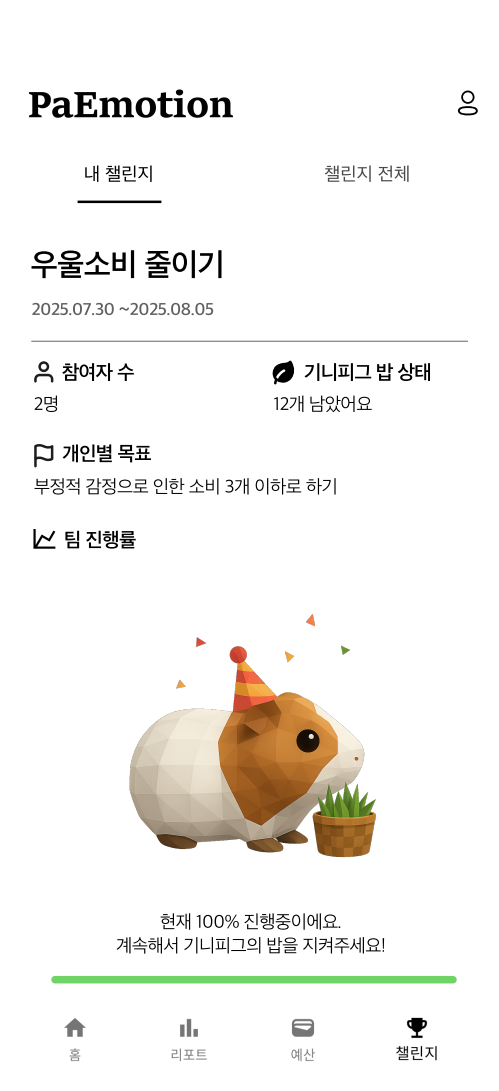 PaEmotion
내 챌린지
챌린지 전체
우울소비 줄이기
2025.07.30 ~2025.08.05
참여자 수
기니피그 밥 상태
2명
12개 남았어요
개인별 목표
부정적 감정으로 인한 소비 3개 이하로 하기
팀 진행률
현재 100% 진행중이에요.
계속해서 기니피그의 밥을 지켜주세요!
홈
리포트
예산
챌린지